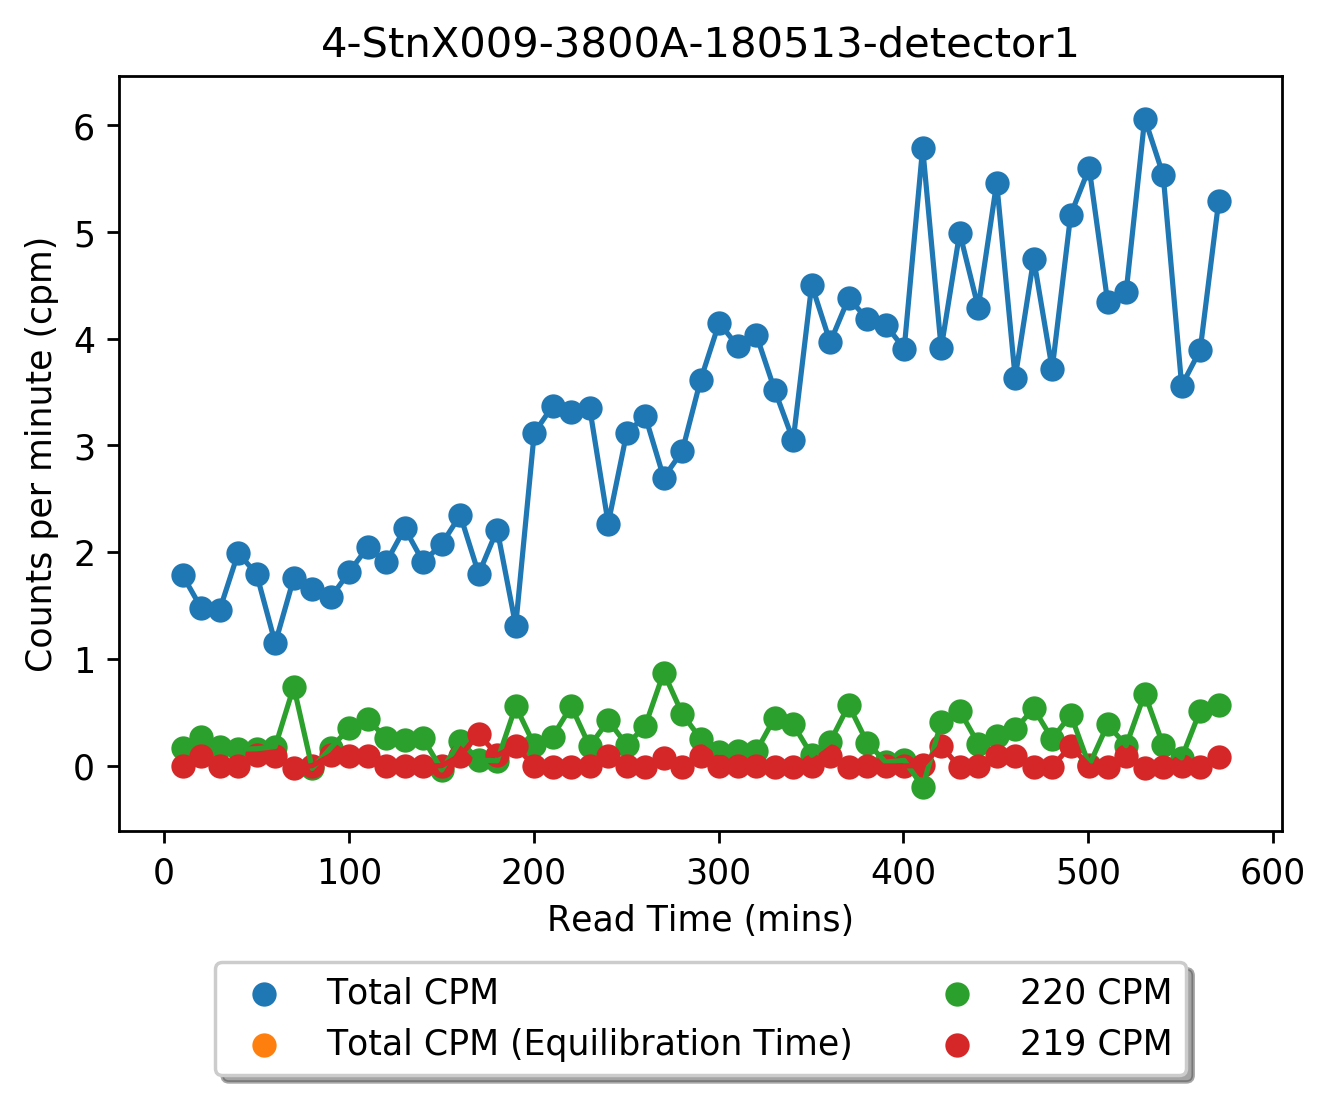 4-StnX009-3800A-180513-detector1
Counts per minute (cpm)
6
5
4
3
2
1
0
0 100 200 300 400 500 600
Read Time (mins)
Total CPM
Total CPM (Equilibration Time)
220 CPM
219 CPM